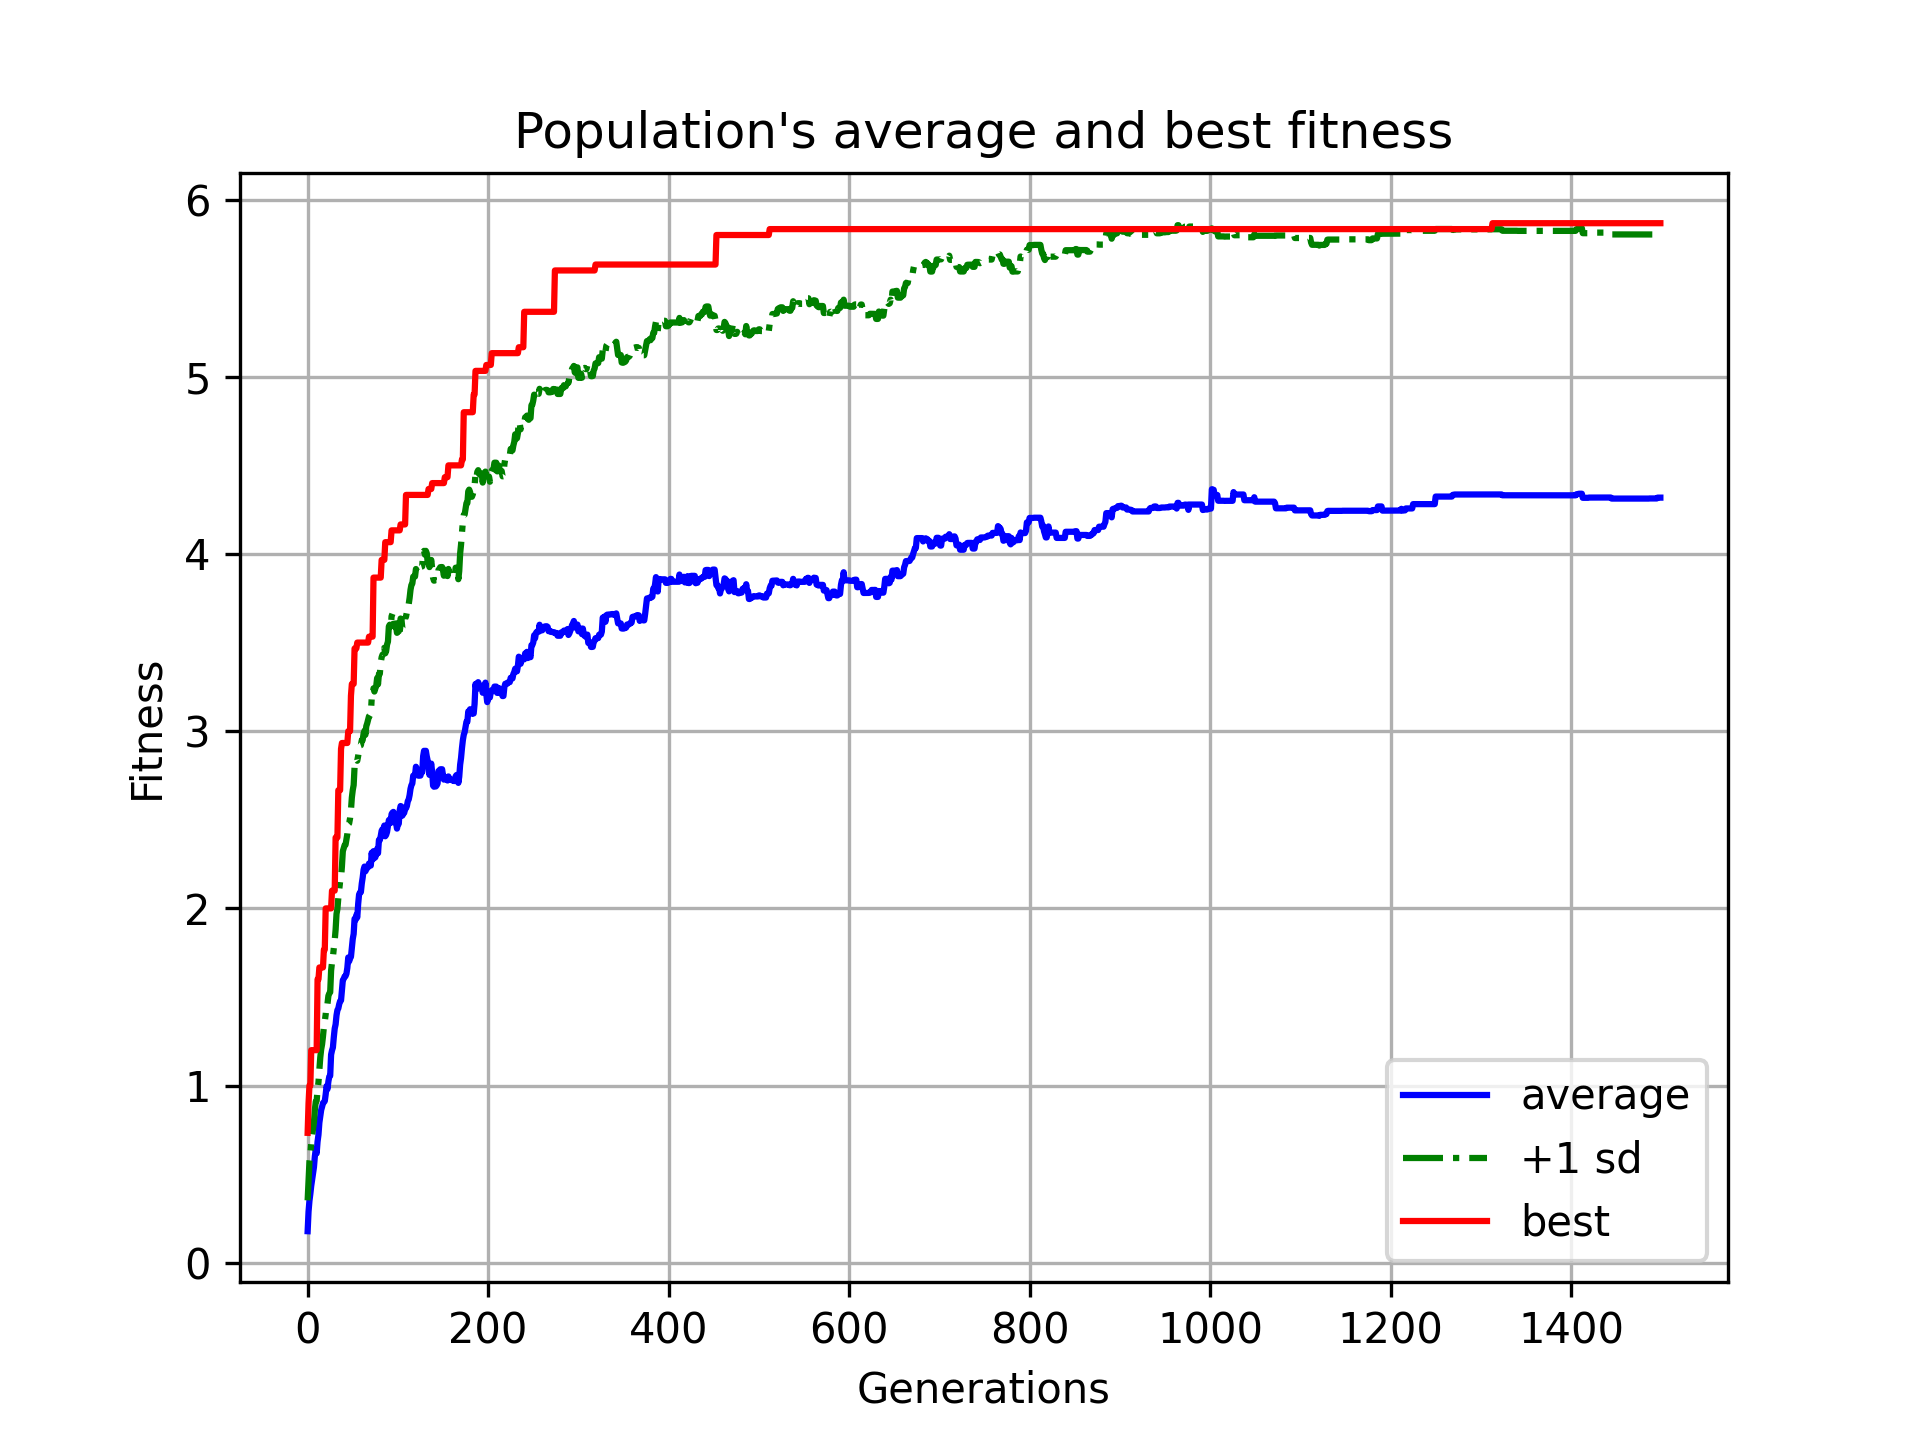 Population's average and best fitness
6
5
4
3
2
1
0
Fitness
0 200 400 600 800 1000 1200 1400
Generations
average
+1 sd
best